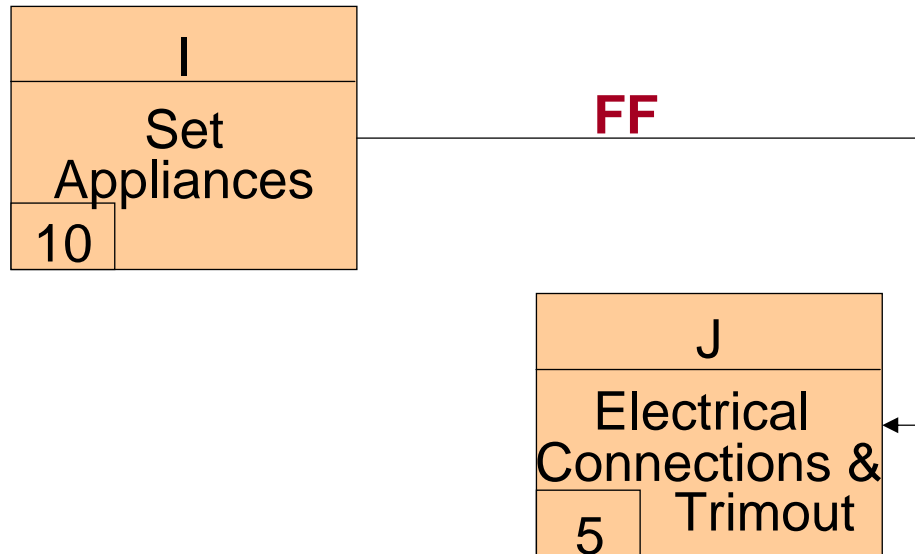 I
FF
Set
Appliances
10
J
Electrical
Connections &
Trimout
5